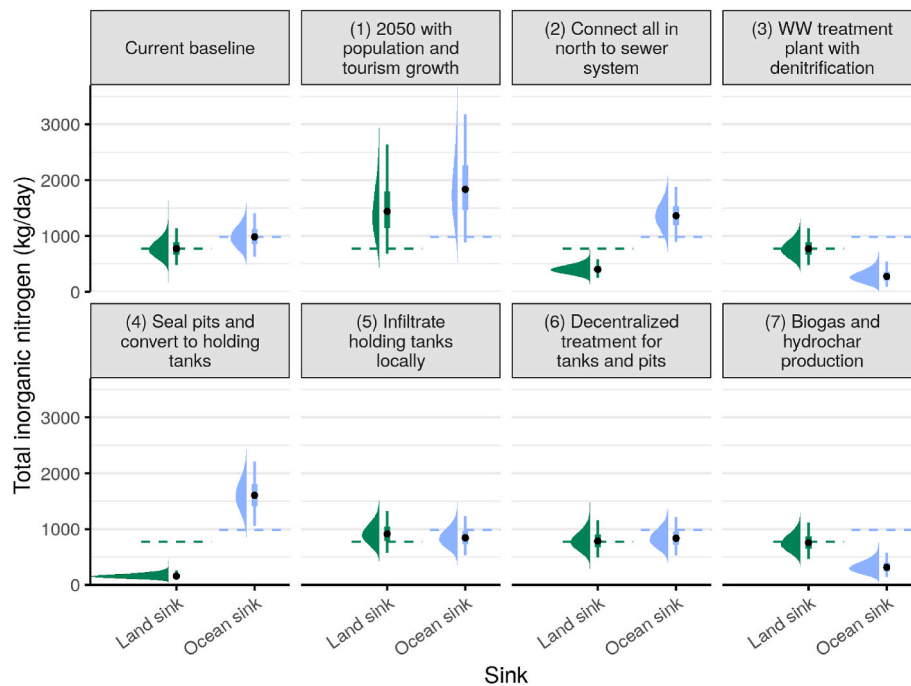 Current baseline
(1) 2050 with
population and
tourism growth
(2) Connect all in
north to sewer
system
(3) WW treatment
plant with
denitrification
3000
2000
1000
0
(4) Seal pits and
convert to holding
tanks
(5) Infiltrate
holding tanks
locally
(6) Decentralized
treatment for
tanks and pits
(7) Biogas and
hydrochar
production
3000
2000
1000
0
Total inorganic nitrogen (kg/day)
Land sink
Ocean sink
Land sink
Ocean sink
Land sink
Ocean sink
Land sink
Ocean sink
Sink